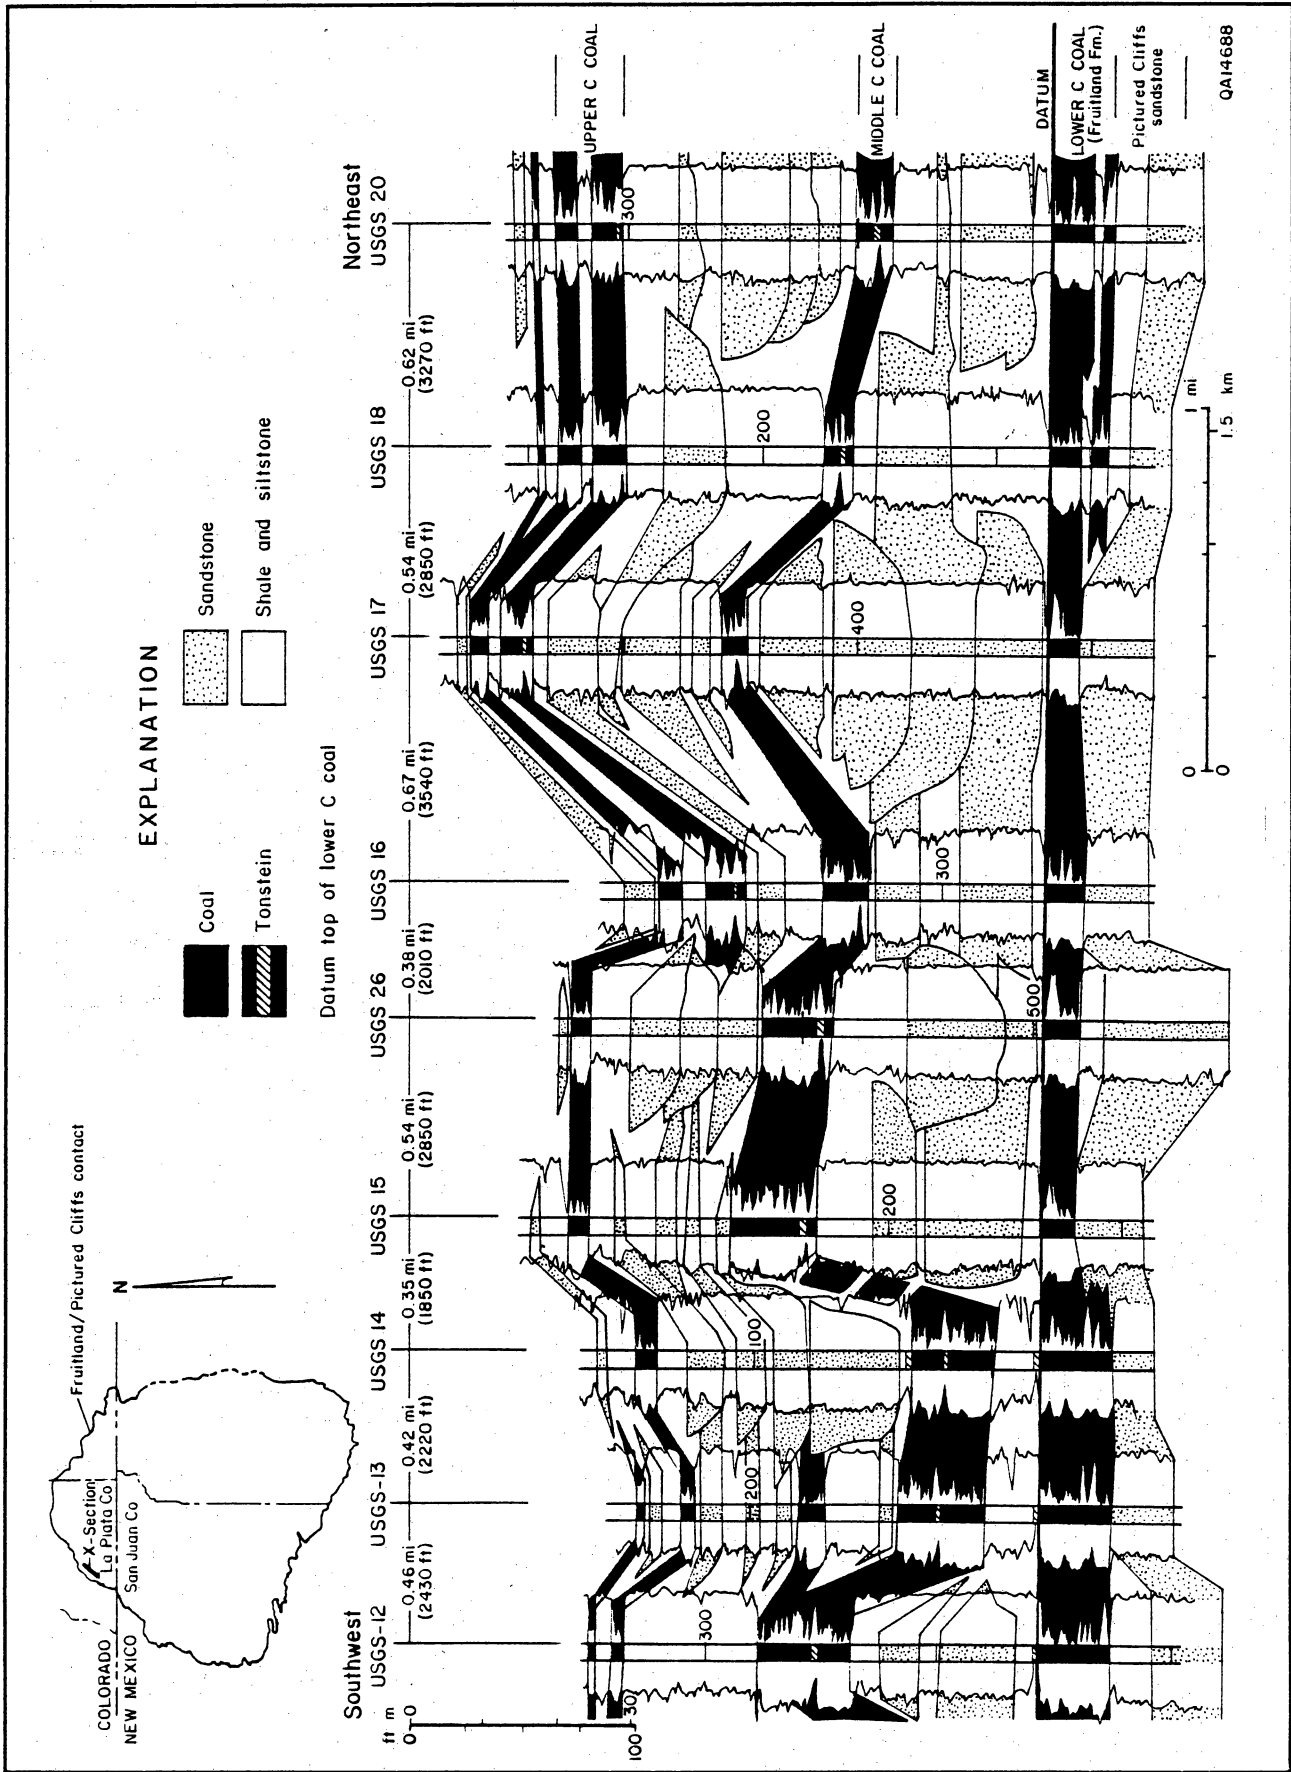 EXPLANATION
Coal
Sandstone
Tonstein
Shale and siltstone
Datum top of lower C coal
Fruitland/Pictured Cliffs contact
N
COLORADO
NEW MEXICO
X-Section
La Plata Co
San Juan Co
Southwest
Northeast
USGS-12
USGS-13
USGS 14
USGS 15
USGS 26
USGS 16
USGS 17
USGS 18
USGS 20
0.46 mi
(2430 ft)
0.42 mi
(2220 ft)
0.35 mi
(1850 ft)
0.54 mi
(2850 ft)
0.38 mi
(2010 ft)
0.67 mi
(3540 ft)
0.54 mi
(2850 ft)
0.62 mi
(3270 ft)
ft m
0 0
100 30
300
200
100
200
500
300
400
200
300
UPPER C COAL
MIDDLE C COAL
DATUM
LOWER C COAL
(Fruitland Fm.)
Pictured Cliffs
sandstone
0 1 mi
0 1.5 km
QA14688